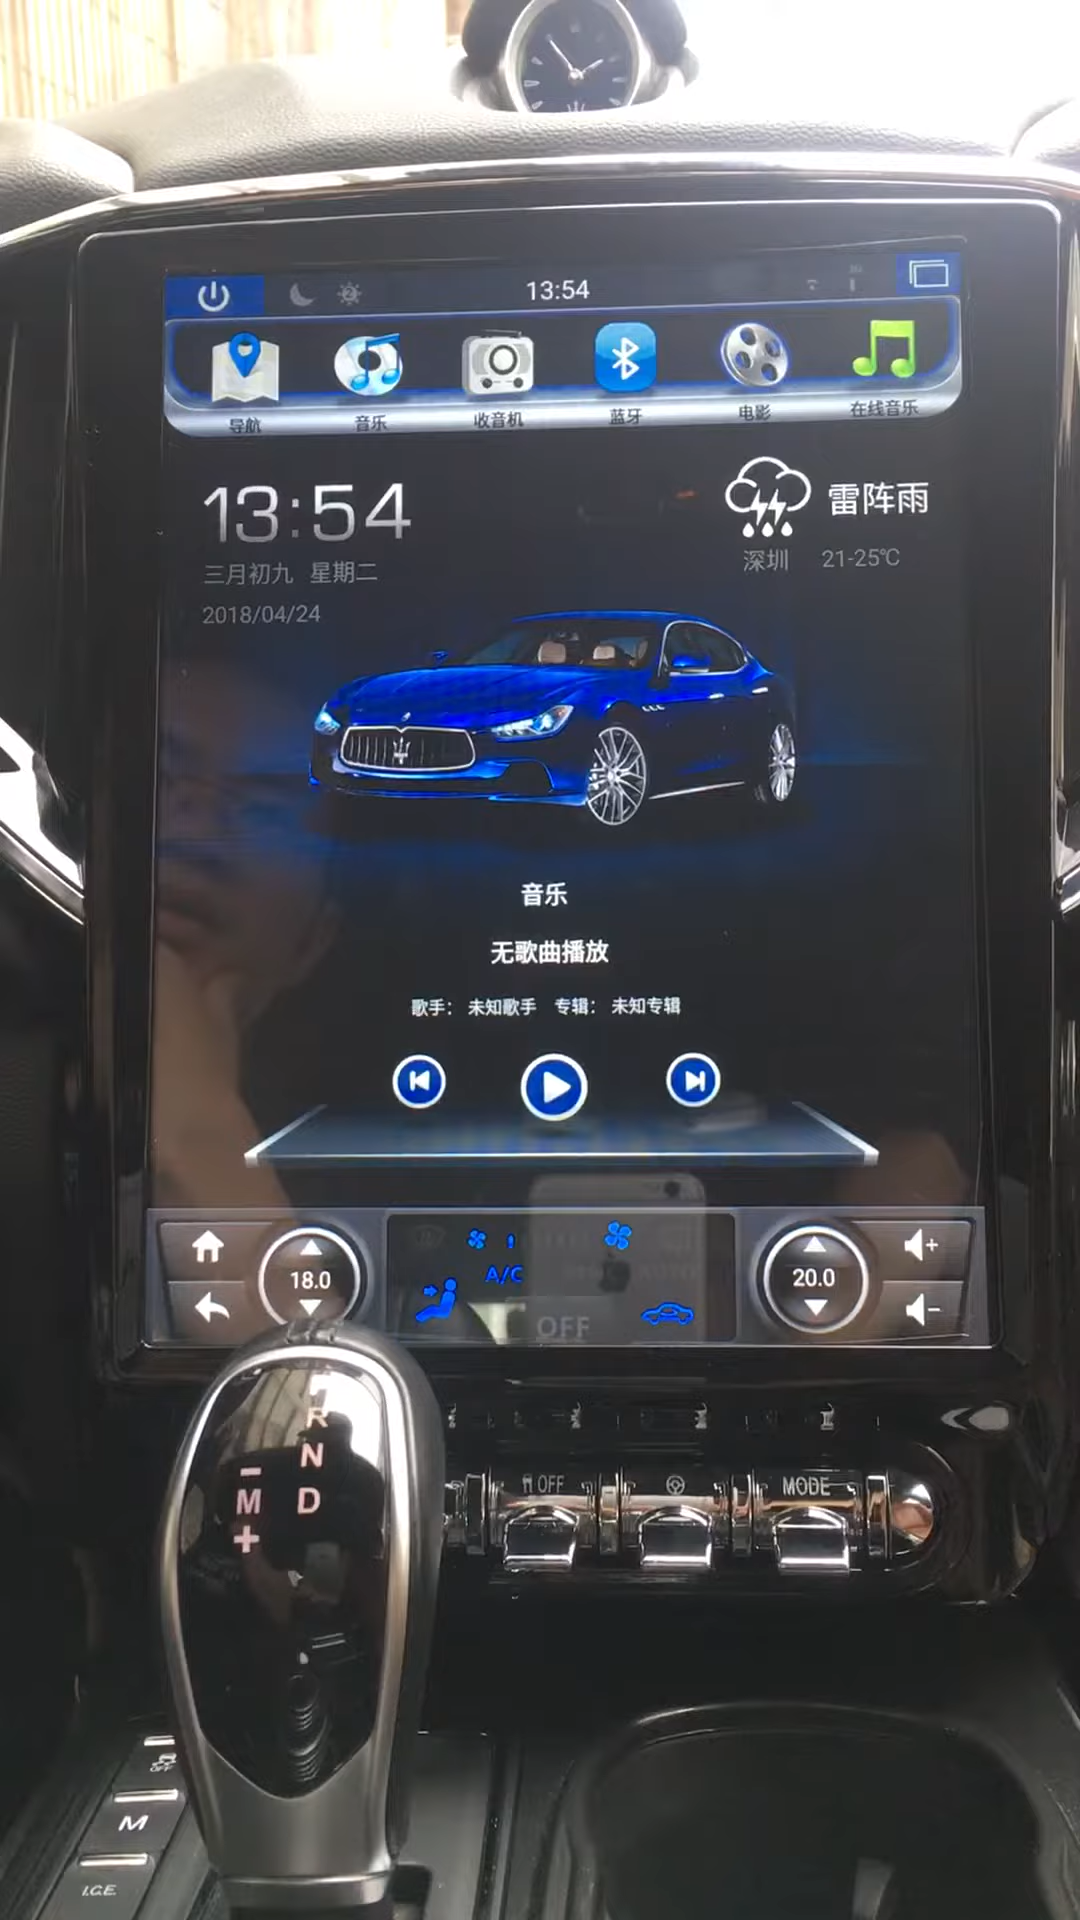 13:54
导航
音乐
收音机
蓝牙
电影
在线音乐
13:54
三月初九 星期二
2018/04/24
雷阵雨
深圳 21-25℃
音乐
无歌曲播放
歌手： 未知歌手 专辑： 未知专辑
18.0
A/C
OFF
20.0
+
-
R
N
D
-
M
+
OFF
MODE
OFF
M
I.C.E